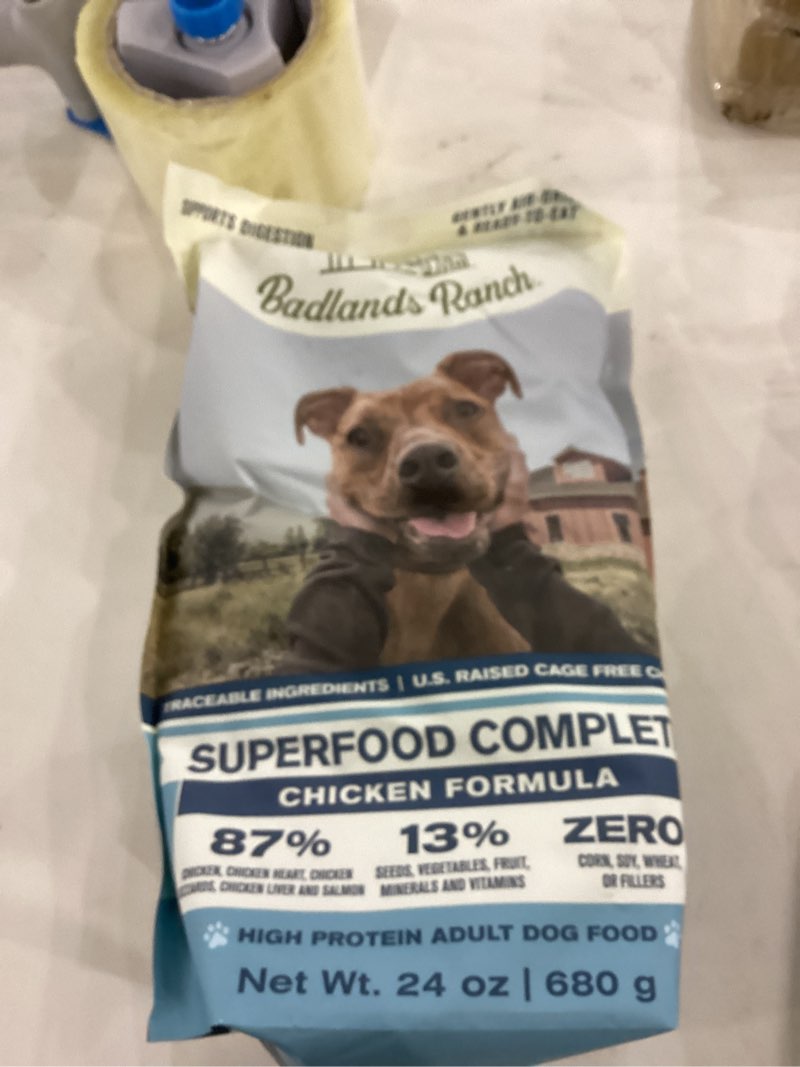 SUPPORTS DIGESTION
GENTLY AIR-DRIED
& READY-TO-EAT
Badlands Ranch
TRACEABLE INGREDIENTS | U.S. RAISED CAGE FREE
SUPERFOOD COMPLET
CHICKEN FORMULA
87%
CHICKEN, CHICKEN HEART, CHICKEN
GIZZARDS, CHICKEN LIVER AND SALMON
13%
SEEDS, VEGETABLES, FRUIT,
MINERALS AND VITAMINS
ZERO
CORN, SOY, WHEAT,
OR FILLERS
HIGH PROTEIN ADULT DOG FOOD
Net Wt. 24 oz | 680 g